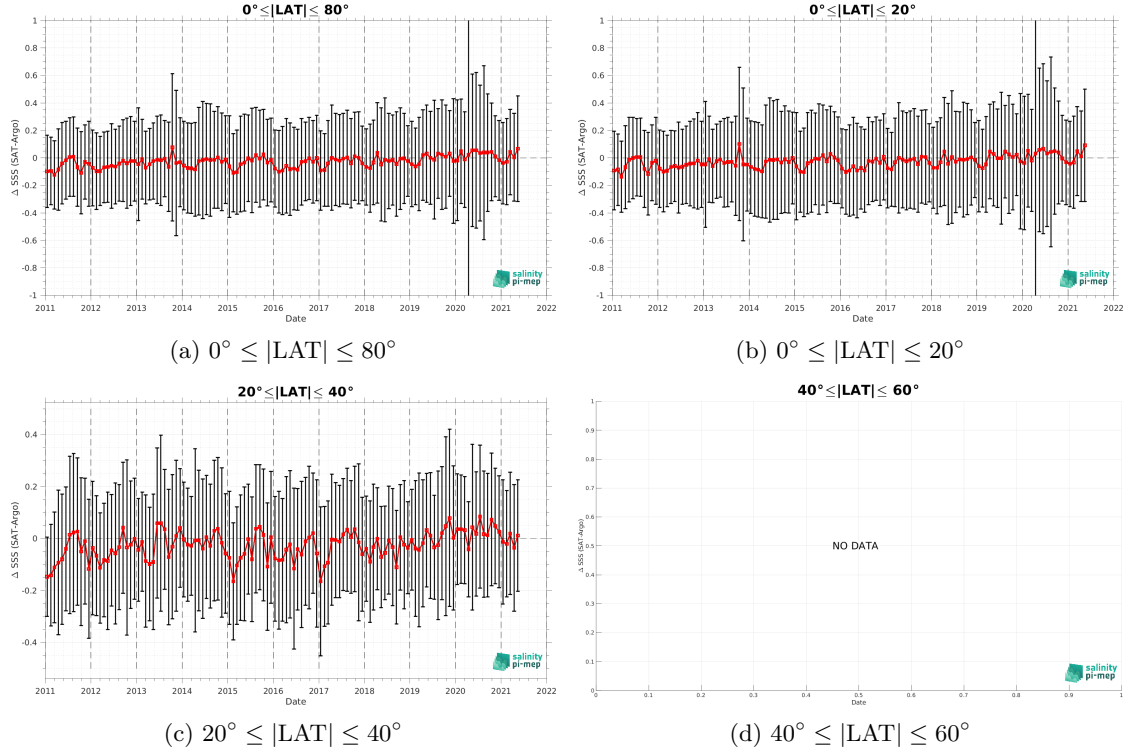 0°≤|LAT|≤ 80°
Δ SSS (SAT-Argo)
1
0.8
0.6
0.4
0.2
0
-0.2
-0.4
-0.6
-0.8
-1
2011 2012 2013 2014 2015 2016 2017 2018 2019 2020 2021 2022
Date
salinity
pi-mep
(a) 0° ≤ |LAT| ≤ 80°
0°≤|LAT|≤ 20°
Δ SSS (SAT-Argo)
1
0.8
0.6
0.4
0.2
0
-0.2
-0.4
-0.6
-0.8
-1
2011 2012 2013 2014 2015 2016 2017 2018 2019 2020 2021 2022
Date
salinity
pi-mep
(b) 0° ≤ |LAT| ≤ 20°
20°≤|LAT|≤ 40°
Δ SSS (SAT-Argo)
0.4
0.2
0
-0.2
-0.4
2011 2012 2013 2014 2015 2016 2017 2018 2019 2020 2021 2022
Date
salinity
pi-mep
(c) 20° ≤ |LAT| ≤ 40°
40°≤|LAT|≤ 60°
Δ SSS (SAT-Argo)
1
0.9
0.8
0.7
0.6
0.5
0.4
0.3
0.2
0.1
0
NO DATA
0 0.1 0.2 0.3 0.4 0.5 0.6 0.7 0.8 0.9 1
Date
salinity
pi-mep
(d) 40° ≤ |LAT| ≤ 60°